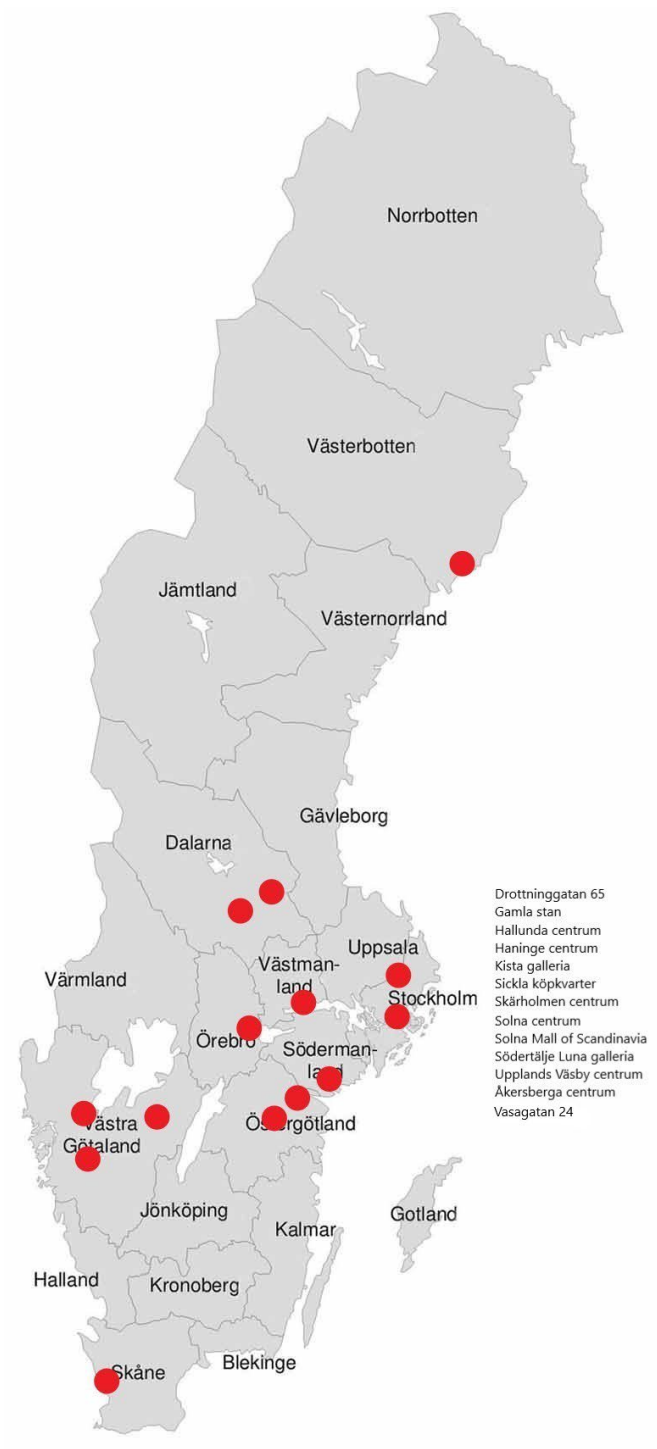 Norrbotten
Västerbotten
Jämtland
Västernorrland
Gävleborg
Dalarna
Drottninggatan 65
Gamla stan
Hallunda centrum
Haninge centrum
Kista galleria
Sickla köpkvarter
Skärholmen centrum
Solna centrum
Solna Mall of Scandinavia
Södertälje Luna galleria
Upplands Väsby centrum
Åkersberga centrum
Vasagatan 24
Uppsala
Västman-
land
Värmland
Stockholm
Örebro
Söderman-
land
Västra
Götaland
Östergötland
Jönköping
Gotland
Kalmar
Halland
Kronoberg
Blekinge
Skåne